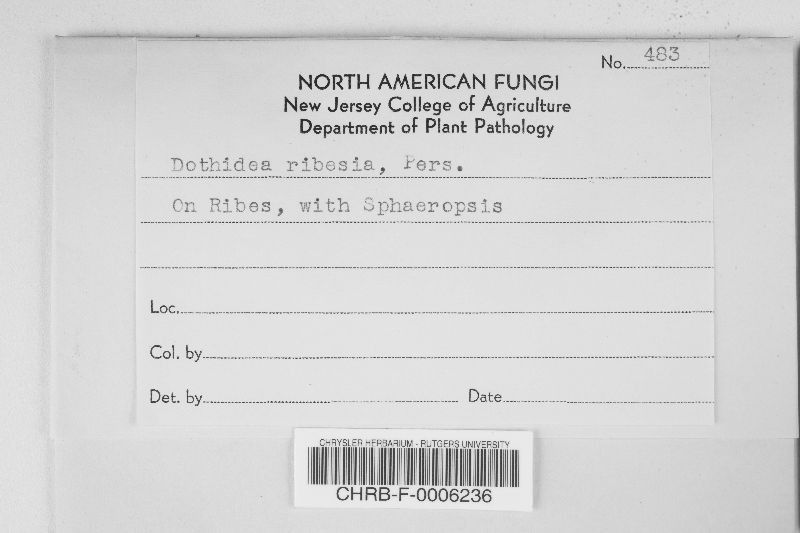 No. 483
NORTH AMERICAN FUNGI
New Jersey College of Agriculture
Department of Plant Pathology
Dothidea ribesia, Pers.
On Ribes, with Sphaeropsis
Loc.
Col. by
Det. by Date
CHRYSLER HERBARIUM - RUTGERS UNIVERSITY
CHRB-F-0006236